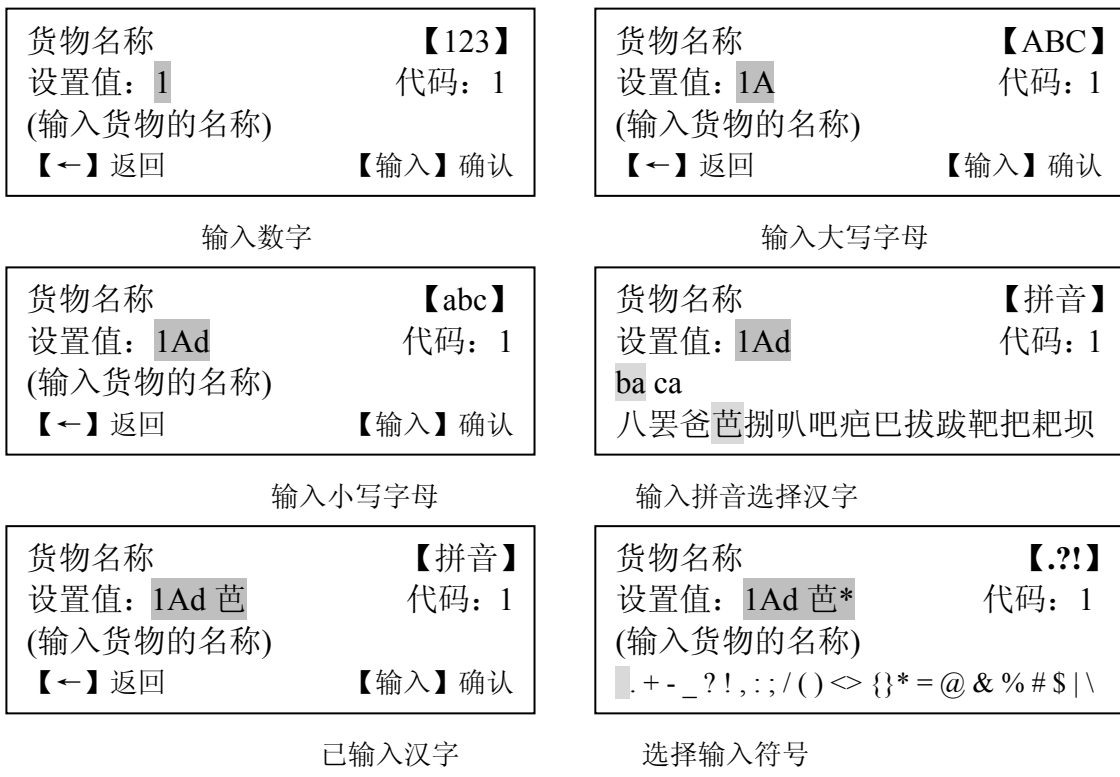 货物名称 【123】
设置值：1 代码：1
(输入货物的名称)
【←】返回 【输入】确认
输入数字
货物名称 【ABC】
设置值：1A 代码：1
(输入货物的名称)
【←】返回 【输入】确认
输入大写字母
货物名称 【abc】
设置值：1Ad 代码：1
(输入货物的名称)
【←】返回 【输入】确认
输入小写字母
货物名称 【拼音】
设置值：1Ad 代码：1
ba ca
八罢爸芭捌叭吧疤巴拔跋靶把耙坝
输入拼音选择汉字
货物名称 【拼音】
设置值：1Ad 芭 代码：1
(输入货物的名称)
【←】返回 【输入】确认
已输入汉字
货物名称 【.?!】
设置值：1Ad 芭* 代码：1
(输入货物的名称)
. + - _ ? ! , : ; / ( ) <> {}* = @ & % # $ | \
选择输入符号